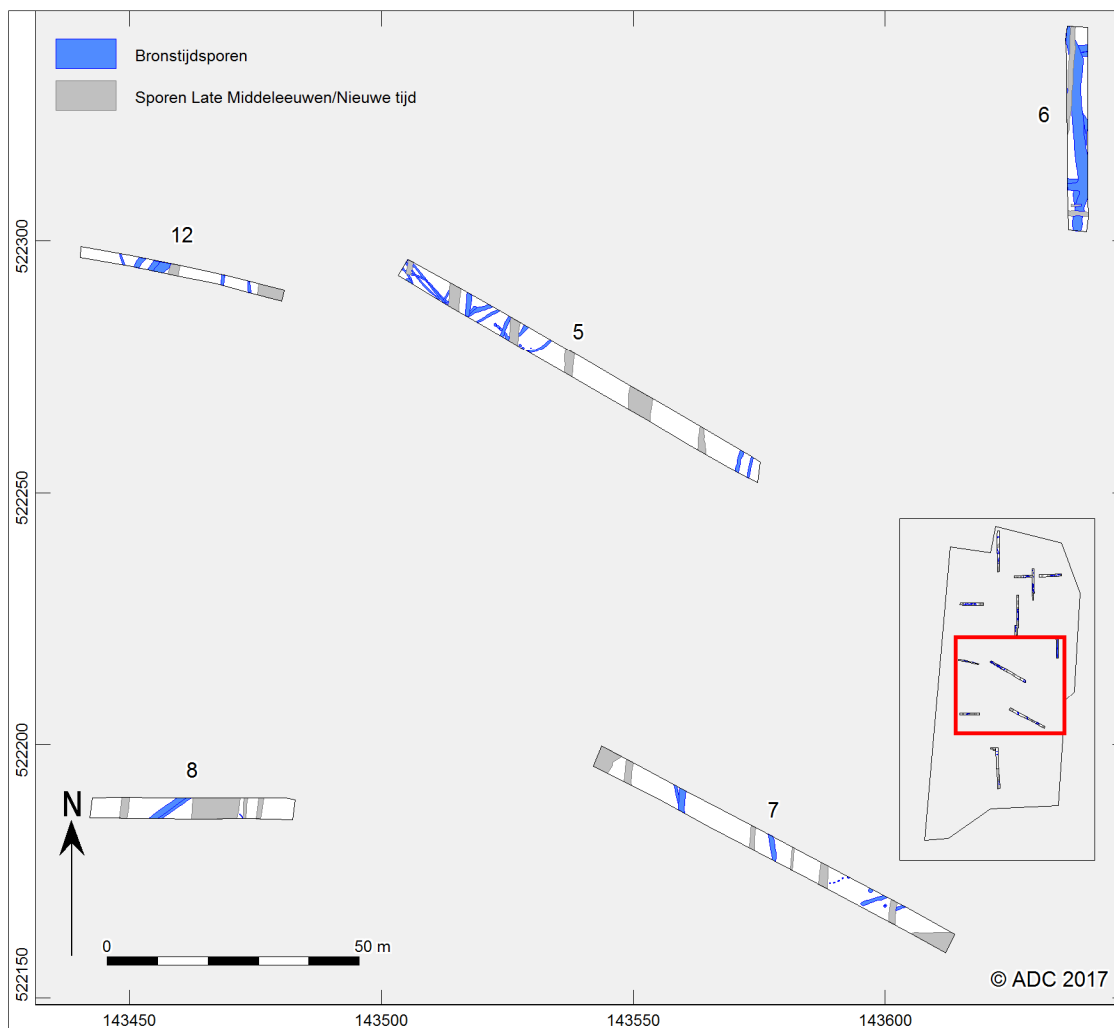 Bronstijdsporen
Sporen Late Middeleeuwen/Nieuwe tijd
6
12
5
8
7
N
0 50 m
© ADC 2017
522300
522250
522200
522150
143450 143500 143550 143600